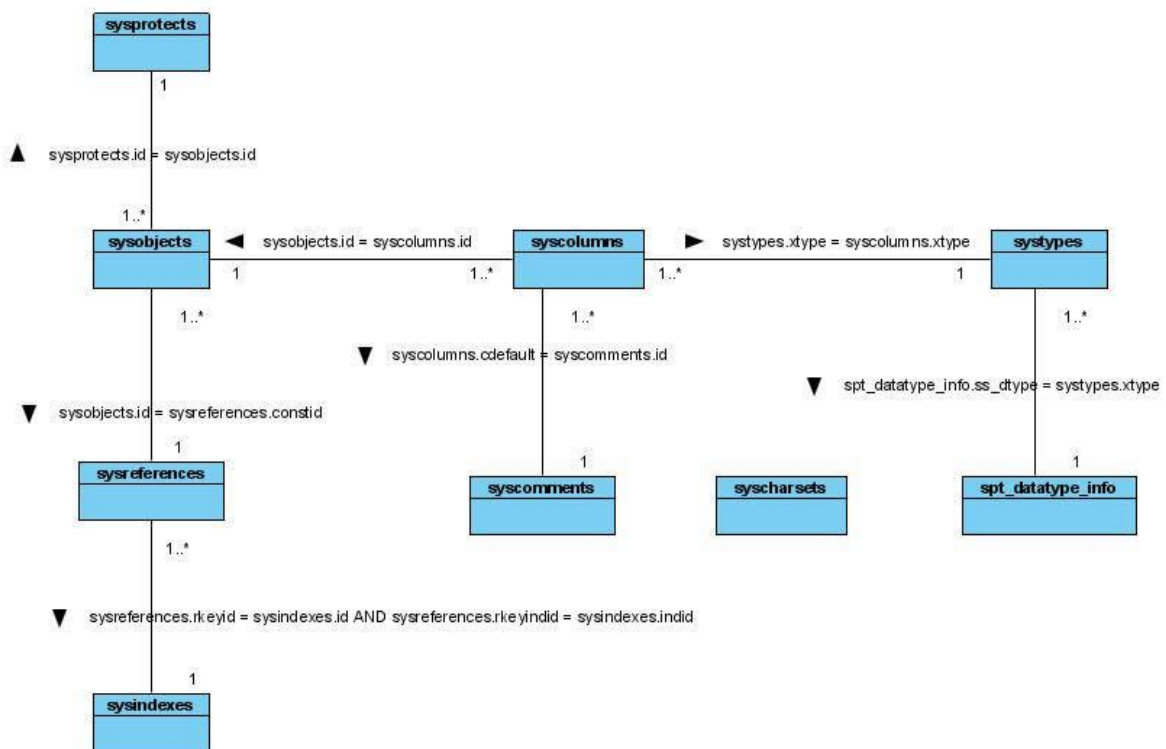 sysprotects
1
▲ sysprotects.id = sysobjects.id
1..*
sysobjects
◄ sysobjects.id = syscolumns.id
syscolumns
► systypes.xtype = syscolumns.xtype
systypes
1
1..*
1..*
1
1..*
1..*
1..*
▼ syscolumns.cdefault = syscomments.id
▼ spt_datatype_info.ss_dtype = systypes.xtype
▼ sysobjects.id = sysreferences.constid
1
1
1
sysreferences
syscomments
syscharsets
spt_datatype_info
1..*
▼ sysreferences.rkeyid = sysindexes.id AND sysreferences.rkeyindid = sysindexes.indid
1
sysindexes